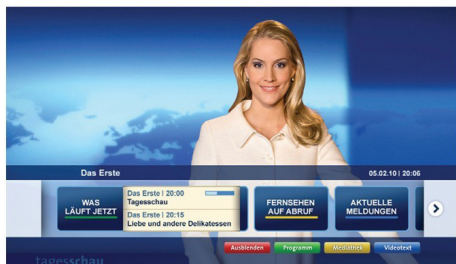 Das Erste
05.02.10 | 20:06
WAS
LÄUFT JETZT
Das Erste | 20:00
Tagesschau
Das Erste | 20:15
Liebe und andere Delikatessen
FERNSEHEN
AUF ABRUF
AKTUELLE
MELDUNGEN
Ausblenden
Programm
Mediathek
Videotext
tagesschau